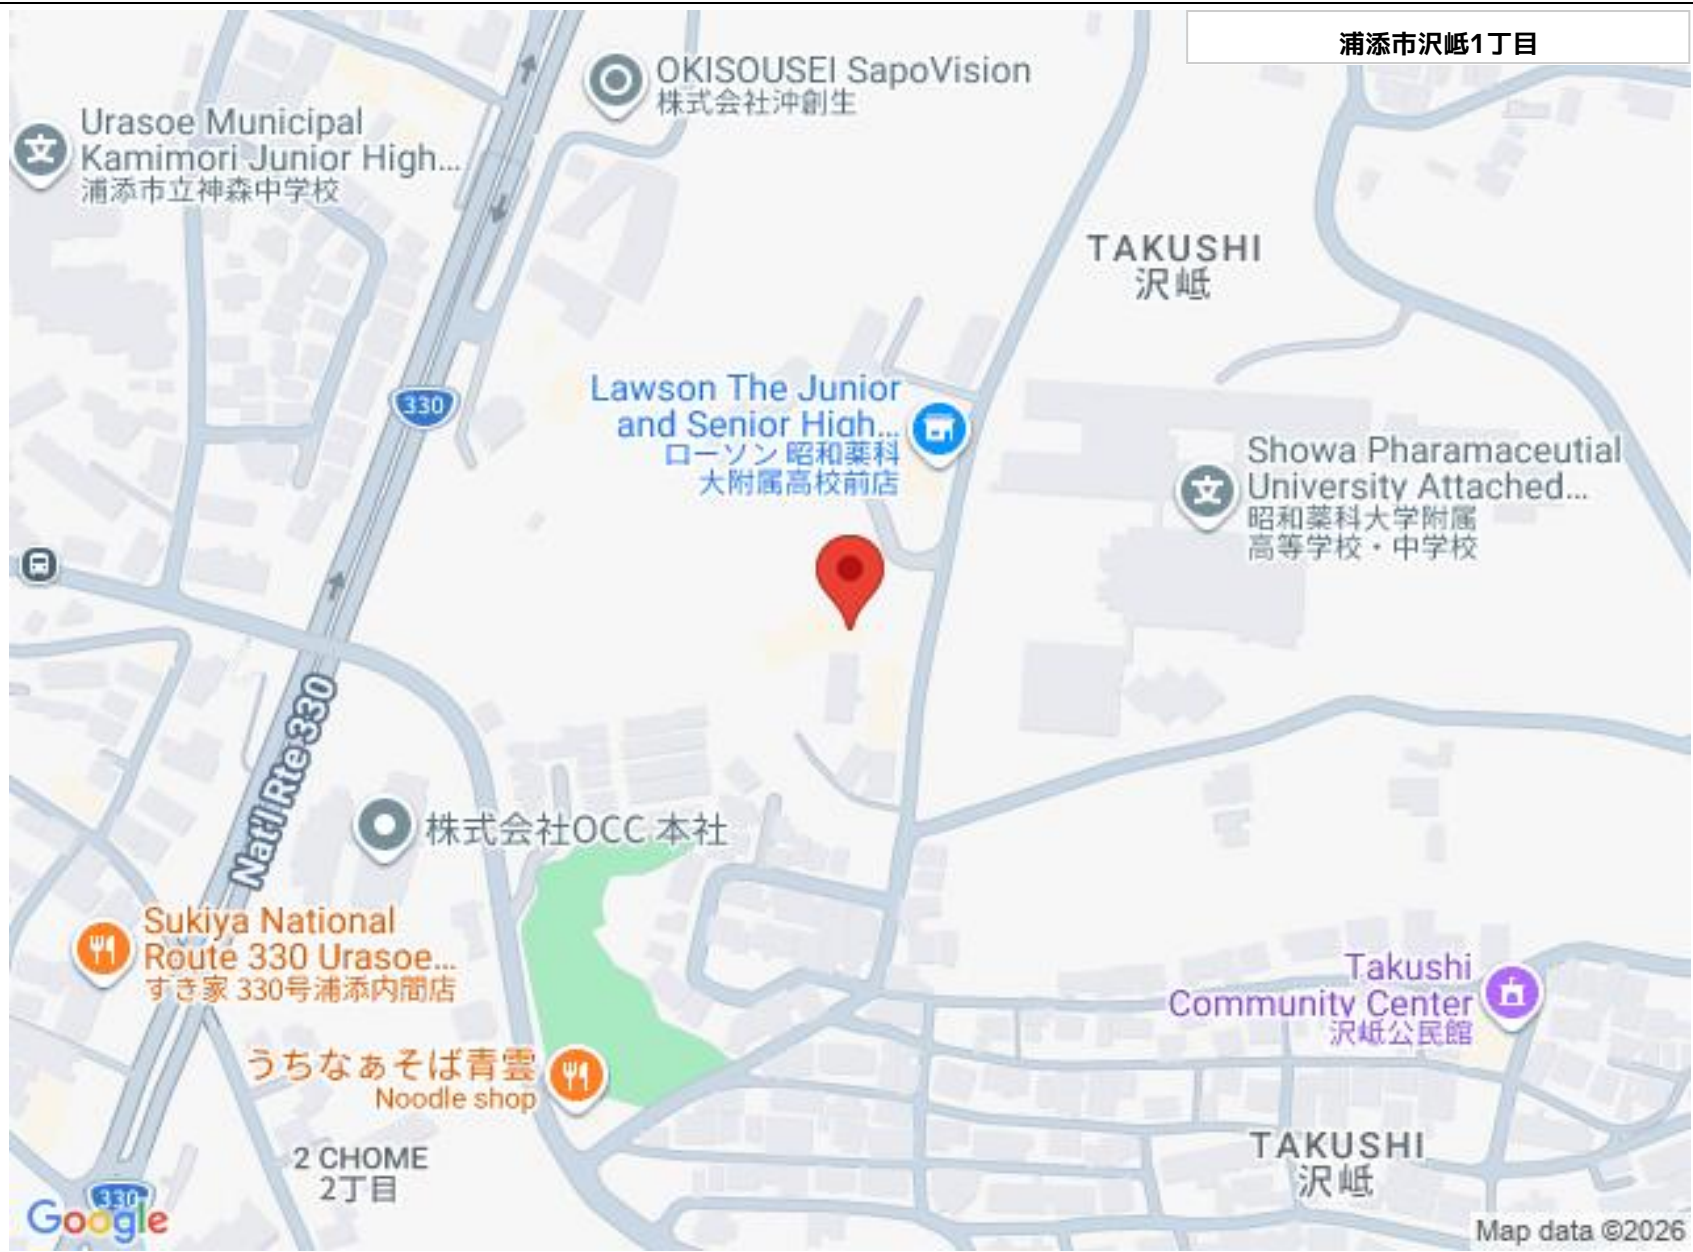 浦添市沢岻1丁目
OKISOUSEI SapoVision
株式会社沖創生
Urasoe Municipal
Kamimori Junior High...
浦添市立神森中学校
TAKUSHI
沢岻
330
Lawson The Junior
and Senior High...
ローソン 昭和薬科
大附属高校前店
Showa Pharamaceutial
University Attached...
昭和薬科大学附属
高等学校・中学校
Nat'l Rte 330
株式会社OCC 本社
Sukiya National
Route 330 Urasoe...
すき家 330号浦添内間店
Takushi
Community Center
沢岻公民館
うちなぁそば青雲
Noodle shop
2 CHOME
2丁目
TAKUSHI
沢岻
330
Google
Map data ©2026